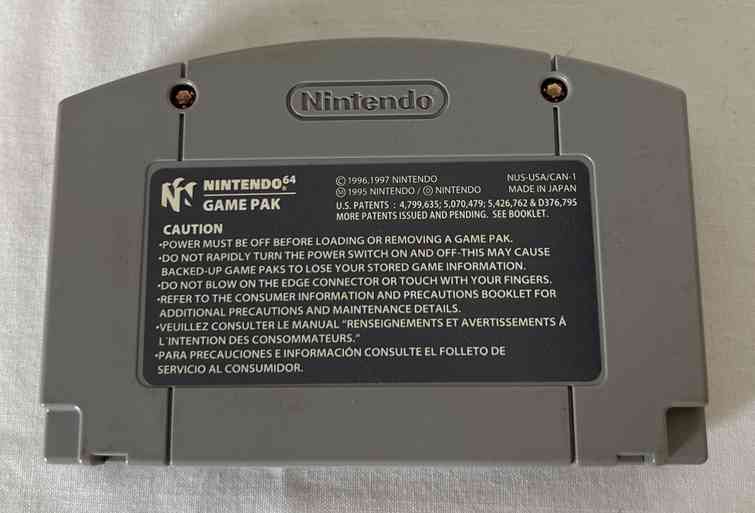 Nintendo
NINTENDO⁶⁴
GAME PAK
© 1996,1997 NINTENDO
Ⓜ 1995 NINTENDO / Ⓓ NINTENDO
NUS-USA/CAN-1
MADE IN JAPAN
U.S. PATENTS : 4,799,635; 5,070,479; 5,426,762 & D376,795
MORE PATENTS ISSUED AND PENDING. SEE BOOKLET.
CAUTION
•POWER MUST BE OFF BEFORE LOADING OR REMOVING A GAME PAK.
•DO NOT RAPIDLY TURN THE POWER SWITCH ON AND OFF-THIS MAY CAUSE
BACKED-UP GAME PAKS TO LOSE YOUR STORED GAME INFORMATION.
•DO NOT BLOW ON THE EDGE CONNECTOR OR TOUCH WITH YOUR FINGERS.
•REFER TO THE CONSUMER INFORMATION AND PRECAUTIONS BOOKLET FOR
ADDITIONAL PRECAUTIONS AND MAINTENANCE DETAILS.
•VEUILLEZ CONSULTER LE MANUAL "RENSEIGNEMENTS ET AVERTISSEMENTS Á
L'INTENTION DES CONSOMMATEURS."
•PARA PRECAUCIONES E INFORMACIÓN CONSULTE EL FOLLETO DE
SERVICIO AL CONSUMIDOR.